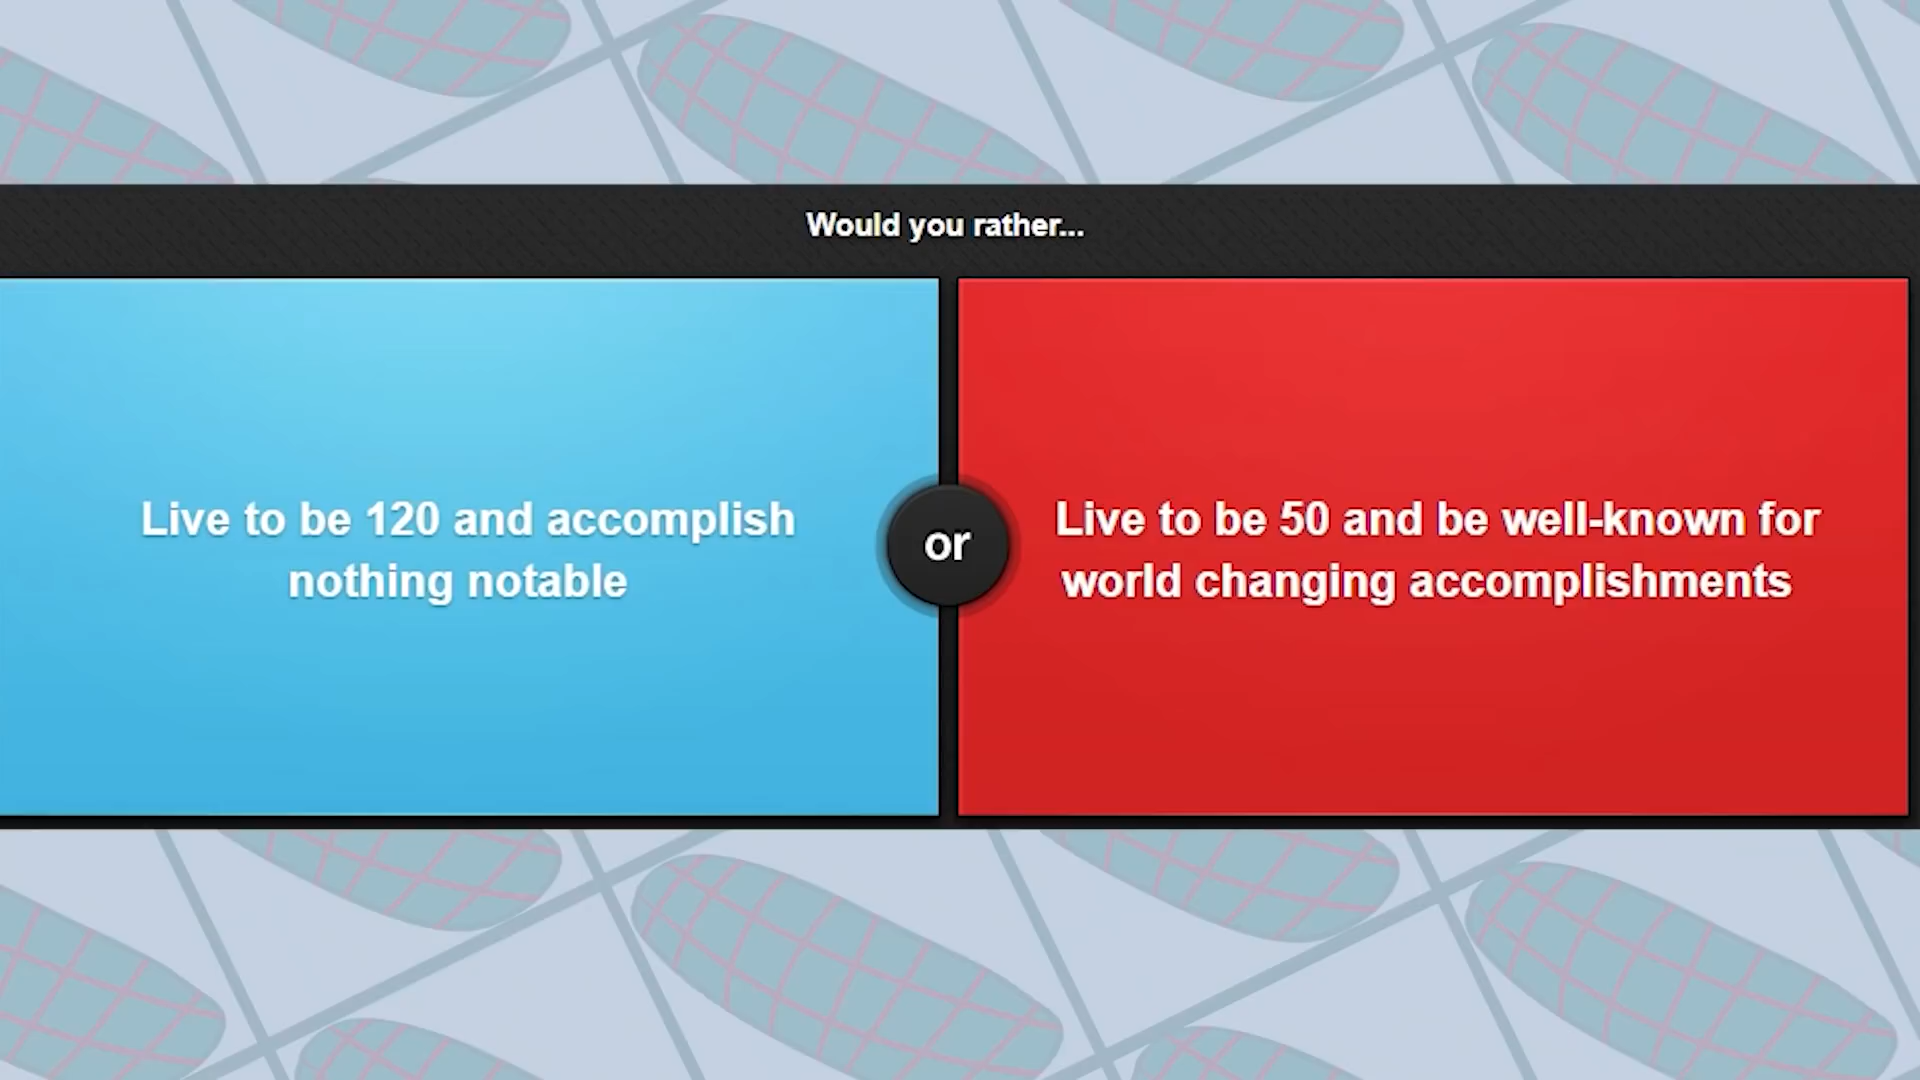 Would you rather...
Live to be 120 and accomplish
nothing notable
or
Live to be 50 and be well-known for
world changing accomplishments